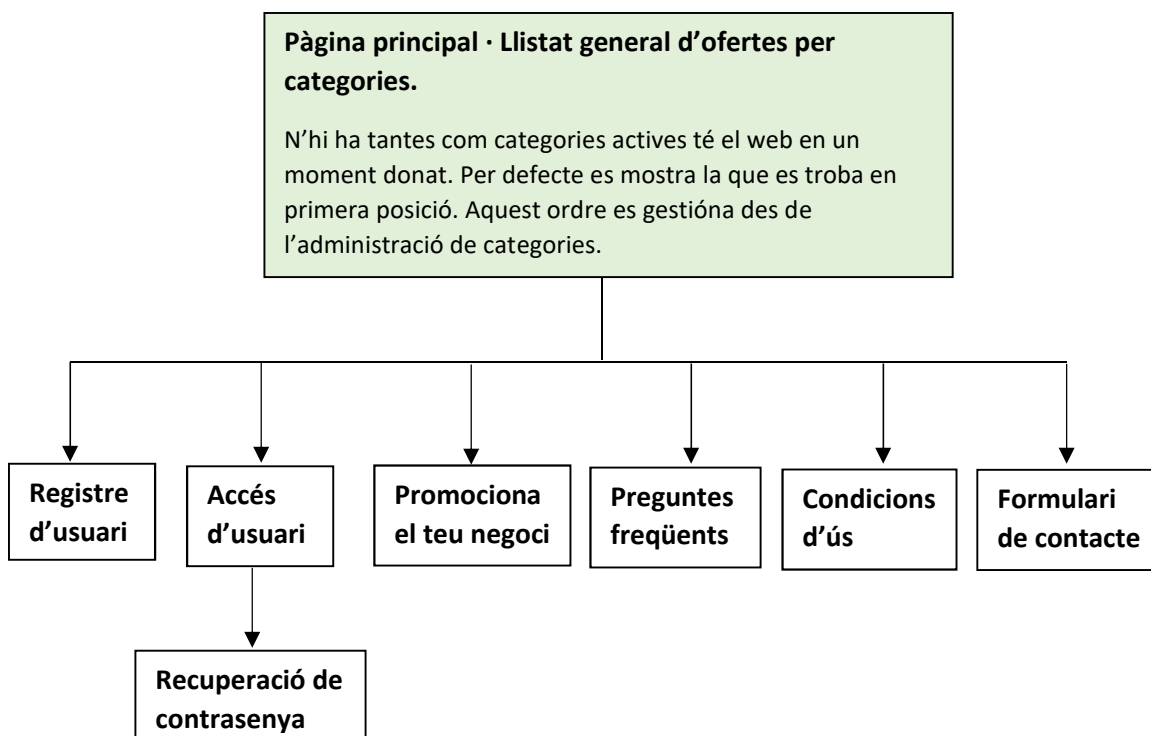 Pàgina principal · Llistat general d’ofertes per
categories.
N’hi ha tantes com categories actives té el web en un
moment donat. Per defecte es mostra la que es troba en
primera posició. Aquest ordre es gestióna des de
l’administració de categories.
Registre
d’usuari
Accés
d’usuari
Promociona
el teu negoci
Preguntes
freqüents
Condicions
d’ús
Formulari
de contacte
Recuperació de
contrasenya